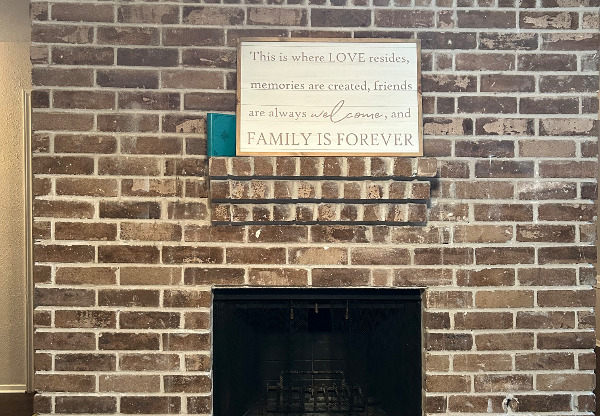 This is where LOVE resides,
memories are created, friends
are always welcome, and
FAMILY IS FOREVER